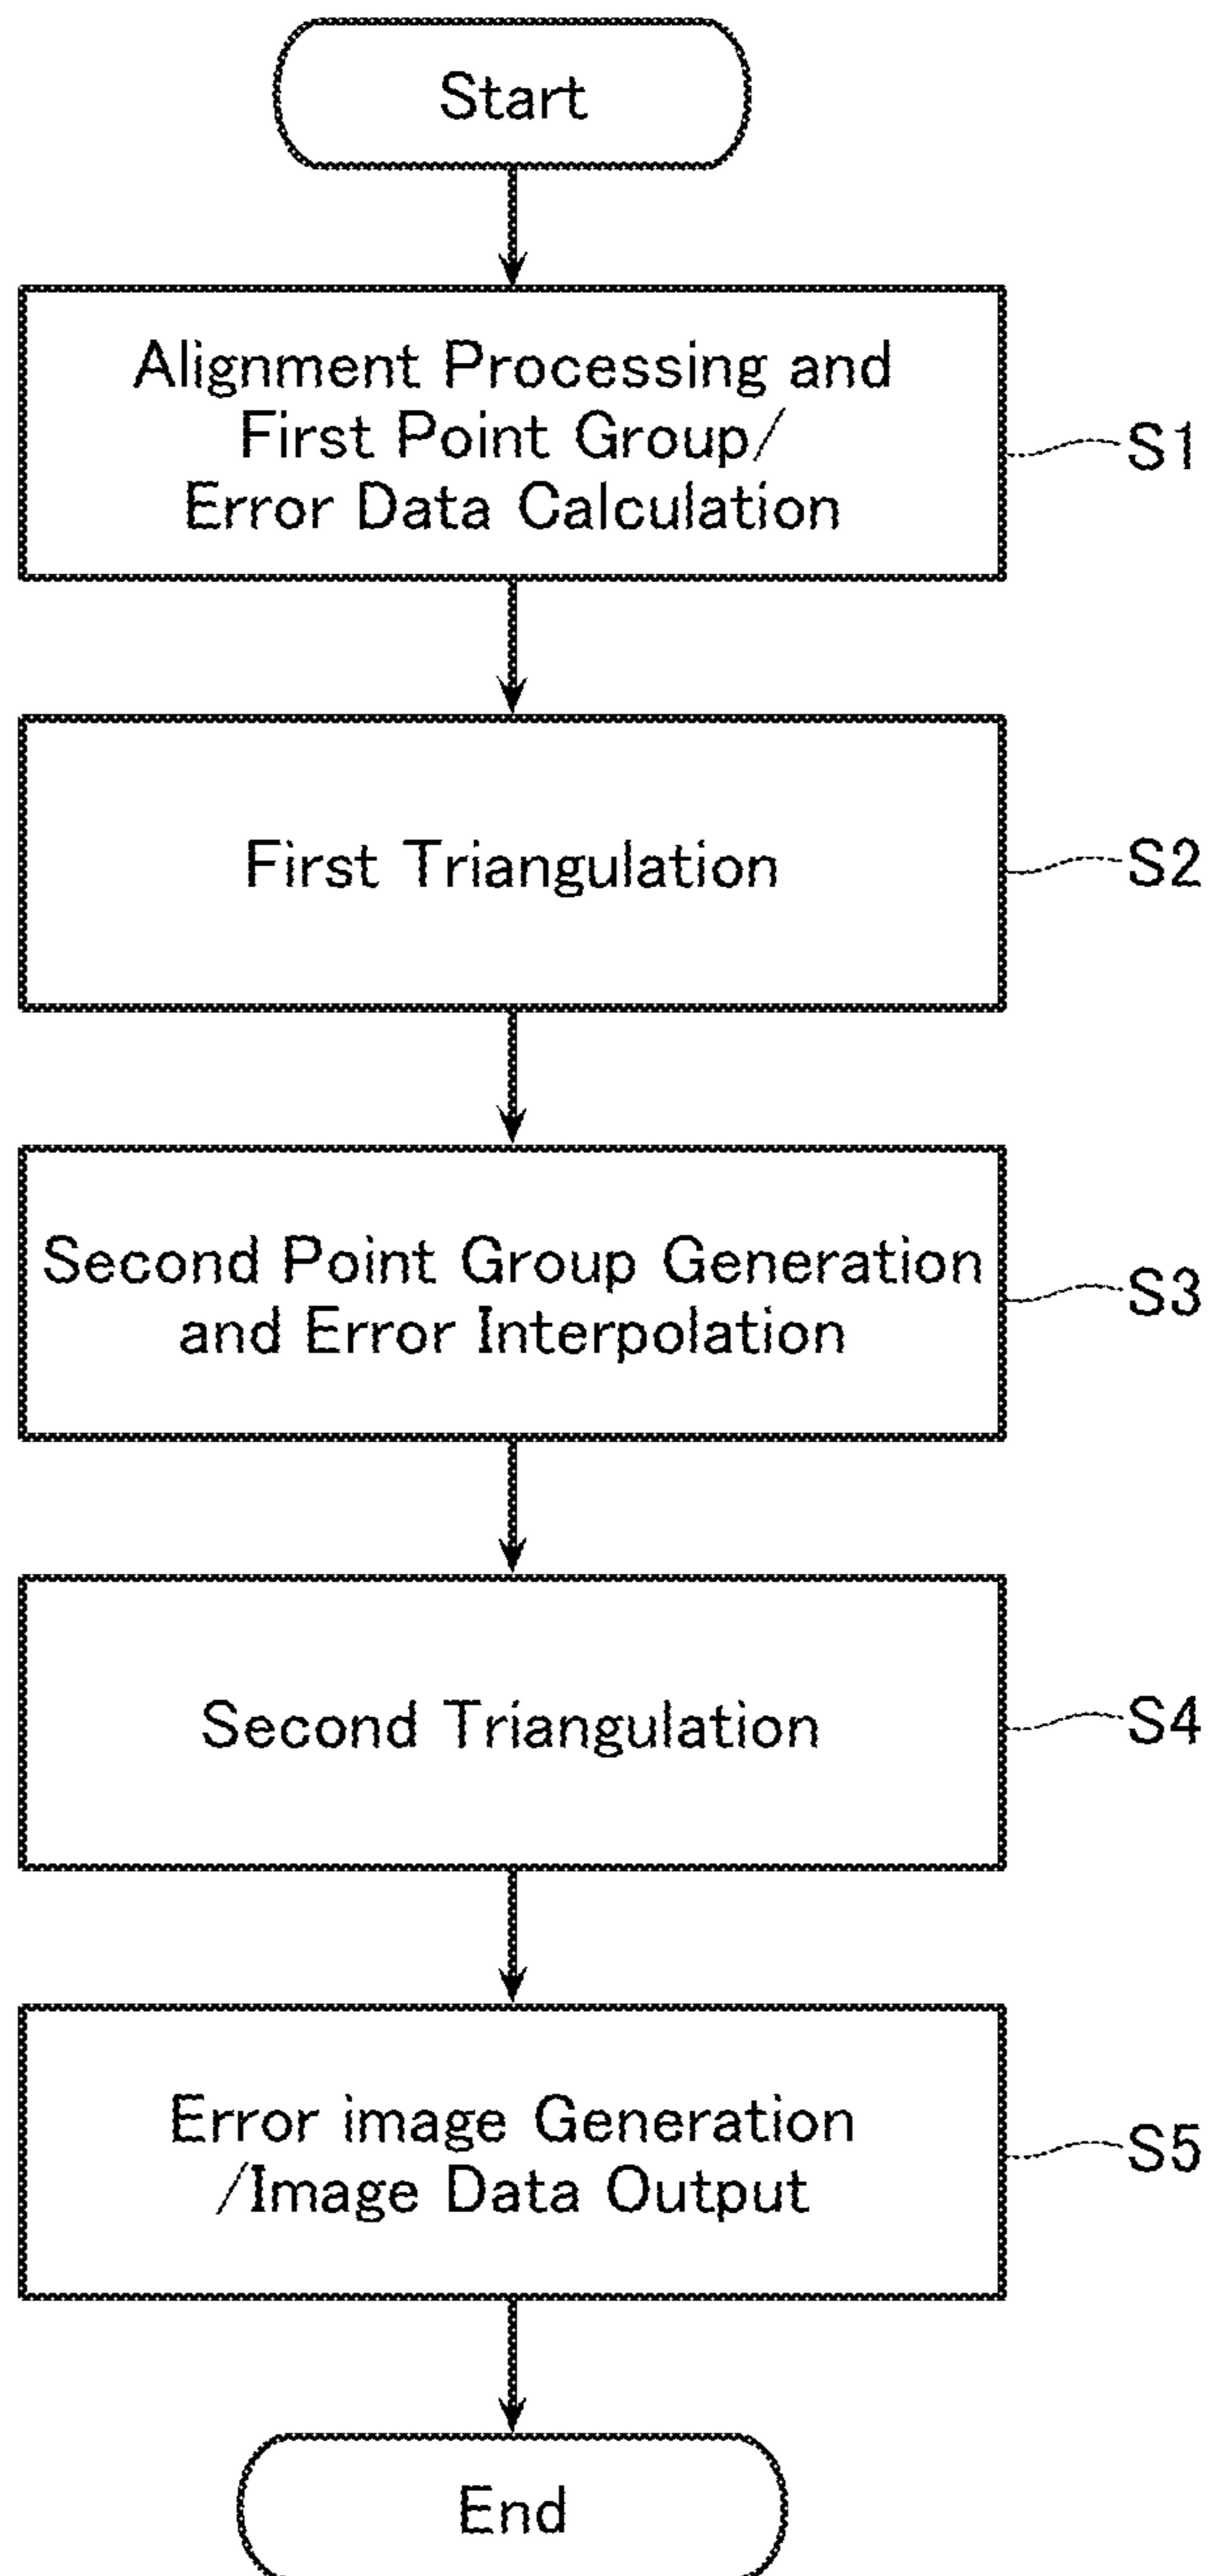 Start
Alignment Processing and
First Point Group/
Error Data Calculation
S1
First Triangulation
S2
Second Point Group Generation
and Error Interpolation
S3
Second Triangulation
S4
Error image Generation
/Image Data Output
S5
End